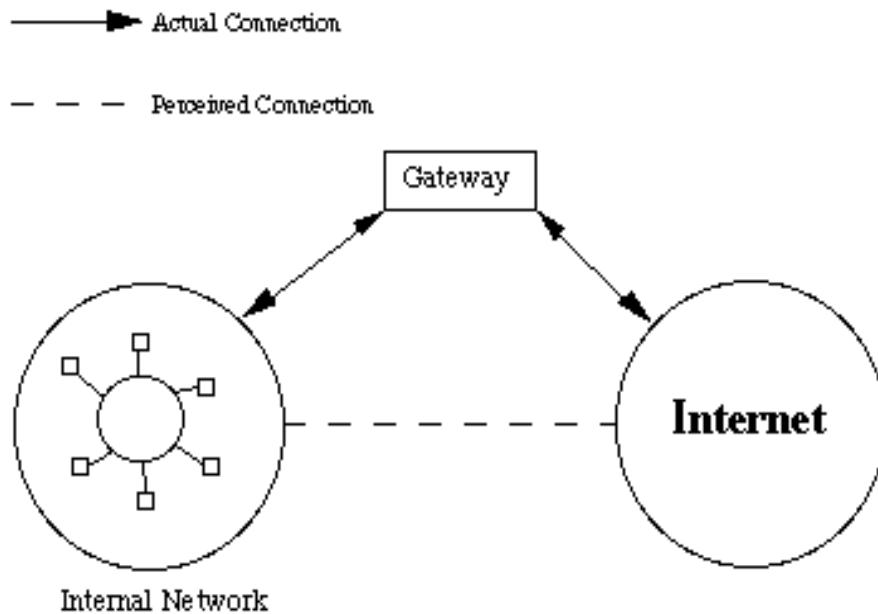 Actual Connection
Perceived Connection
Gateway
Internet
Internal Network